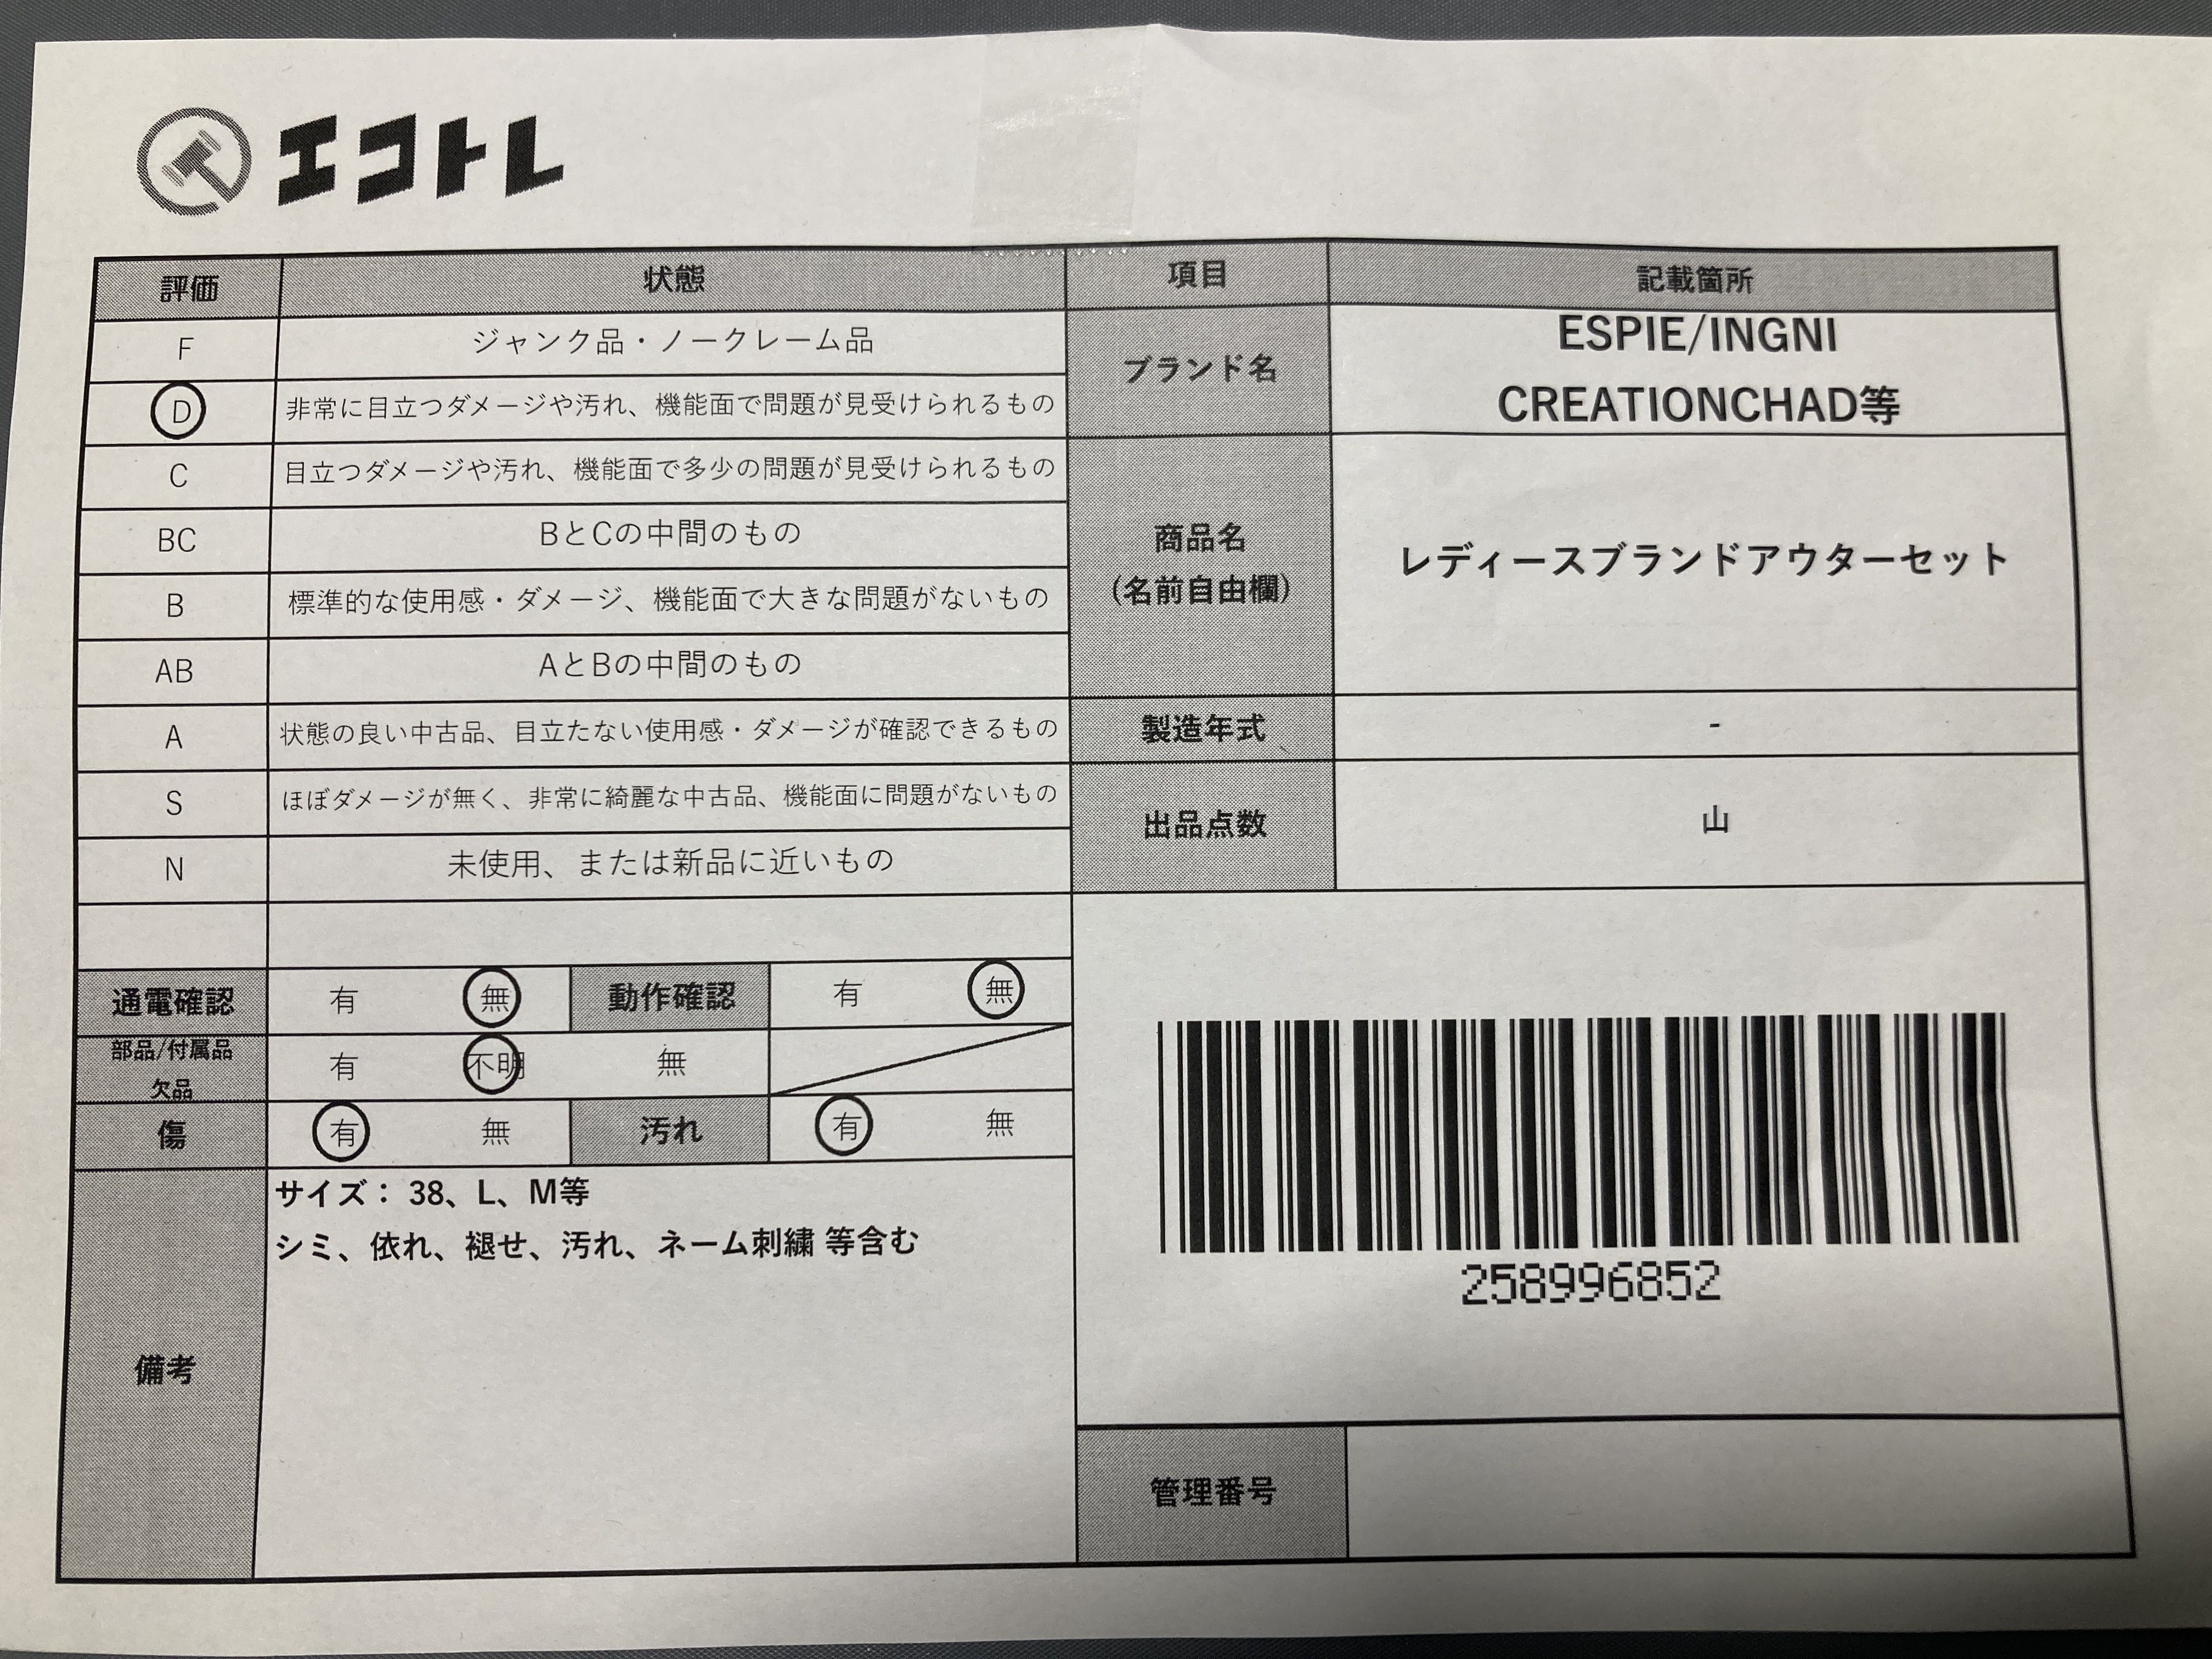 エコトレ
評価 状態 項目 記載箇所
F ジャンク品・ノークレーム品
D 非常に目立つダメージや汚れ、機能面で問題が見受けられるもの
C 目立つダメージや汚れ、機能面で多少の問題が見受けられるもの
BC BとCの中間のもの
B 標準的な使用感・ダメージ、機能面で大きな問題がないもの
AB AとBの中間のもの
A 状態の良い中古品、目立たない使用感・ダメージが確認できるもの
S ほぼダメージが無く、非常に綺麗な中古品、機能面に問題がないもの
N 未使用、または新品に近いもの
ブランド名
ESPIE/INGNI
CREATIONCHAD等
商品名
(名前自由欄)
レディースブランドアウターセット
製造年式 -
出品点数 山
通電確認 有 無 動作確認 有 無
部品/付属品
欠品
有 不明 無
傷 有 無 汚れ 有 無
備考
サイズ： 38、L、M等
シミ、依れ、褪せ、汚れ、ネーム刺繍 等含む
258996852
管理番号